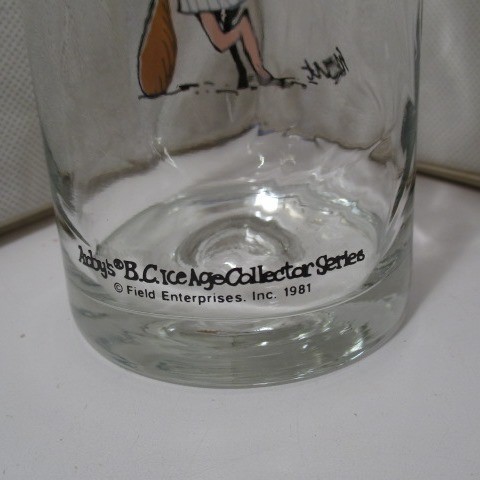 Arby's® B.C. Ice Age Collector Series
© Field Enterprises. Inc. 1981